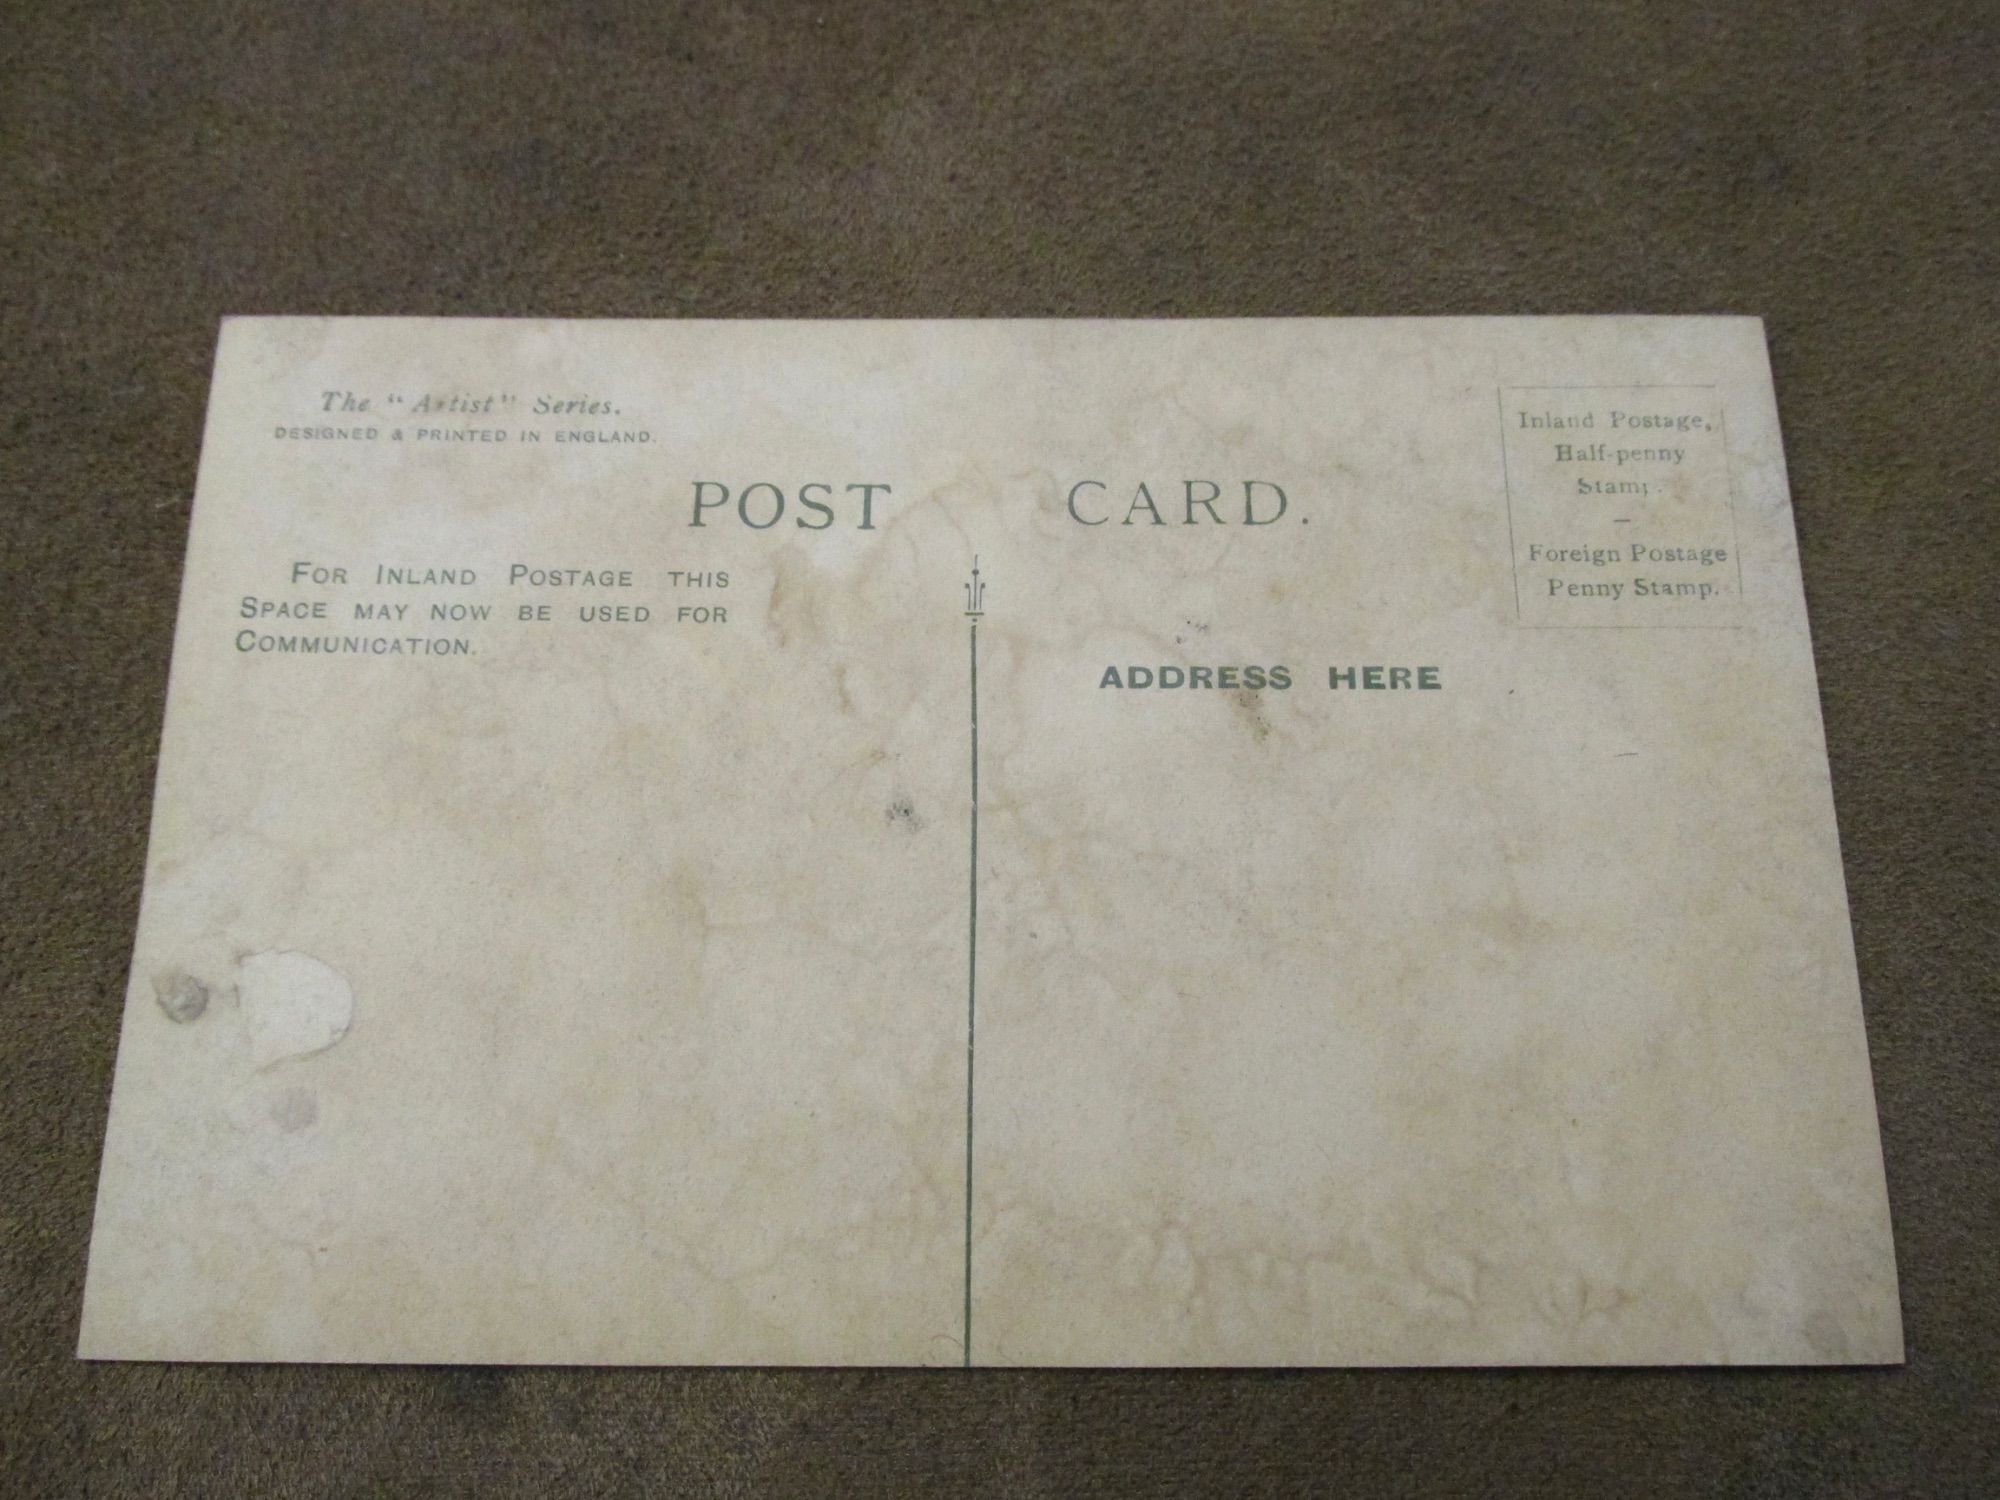 The "Artist" Series.
DESIGNED & PRINTED IN ENGLAND.
POST CARD.
FOR INLAND POSTAGE THIS
SPACE MAY NOW BE USED FOR
COMMUNICATION.
ADDRESS HERE
Inland Postage,
Half-penny
Stamp.
—
Foreign Postage
Penny Stamp.